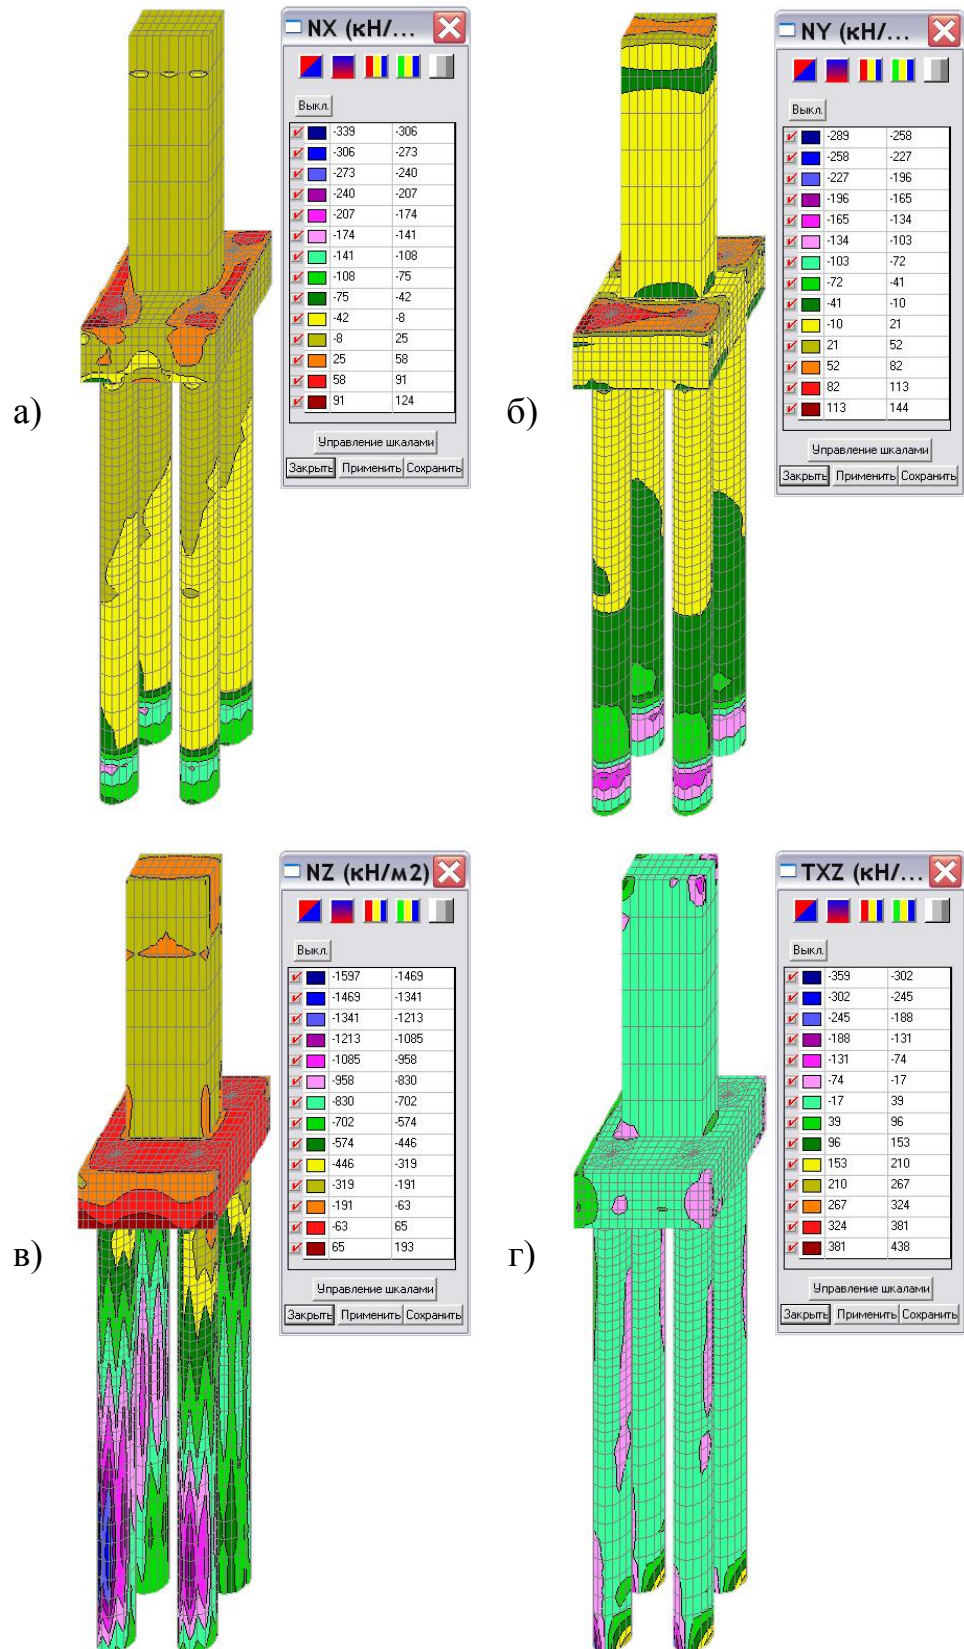 NX (кН/...
Выкл.
-339 -306
-306 -273
-273 -240
-240 -207
-207 -174
-174 -141
-141 -108
-108 -75
-75 -42
-42 -8
-8 25
25 58
58 91
91 124
Управление шкалами
Закрыть Применить Сохранить
а)
NY (кН/...
Выкл.
-289 -258
-258 -227
-227 -196
-196 -165
-165 -134
-134 -103
-103 -72
-72 -41
-41 -10
-10 21
21 52
52 82
82 113
113 144
Управление шкалами
Закрыть Применить Сохранить
б)
NZ (кН/м2)
Выкл.
-1597 -1469
-1469 -1341
-1341 -1213
-1213 -1085
-1085 -958
-958 -830
-830 -702
-702 -574
-574 -446
-446 -319
-319 -191
-191 -63
-63 65
65 193
Управление шкалами
Закрыть Применить Сохранить
в)
TXZ (кН/...
Выкл.
-359 -302
-302 -245
-245 -188
-188 -131
-131 -74
-74 -17
-17 39
39 96
96 153
153 210
210 267
267 324
324 381
381 438
Управление шкалами
Закрыть Применить Сохранить
г)